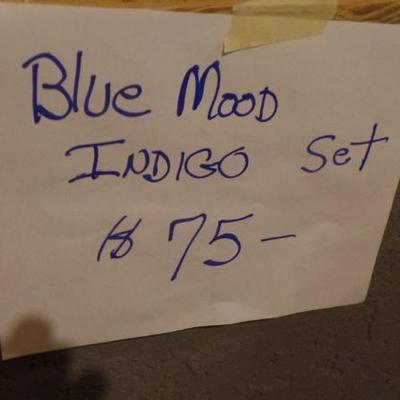 Blue Mood
Indigo Set
$ 75-